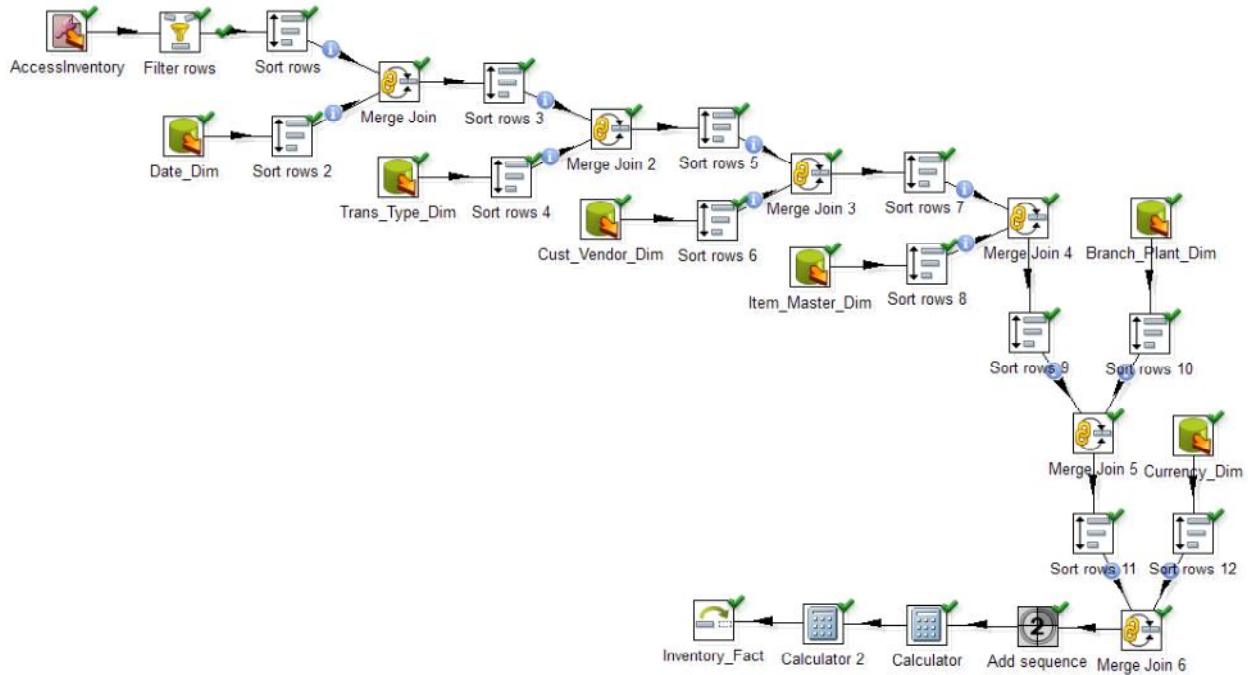 AccessInventory
Filter rows
Sort rows
Date_Dim
Sort rows 2
Merge Join
Sort rows 3
Trans_Type_Dim
Sort rows 4
Merge Join 2
Sort rows 5
Cust_Vendor_Dim
Sort rows 6
Merge Join 3
Sort rows 7
Item_Master_Dim
Sort rows 8
Merge Join 4
Branch_Plant_Dim
Sort rows 9
Sort rows 10
Merge Join 5
Currency_Dim
Sort rows 11
Sort rows 12
Inventory_Fact
Calculator 2
Calculator
2
Add sequence
Merge Join 6